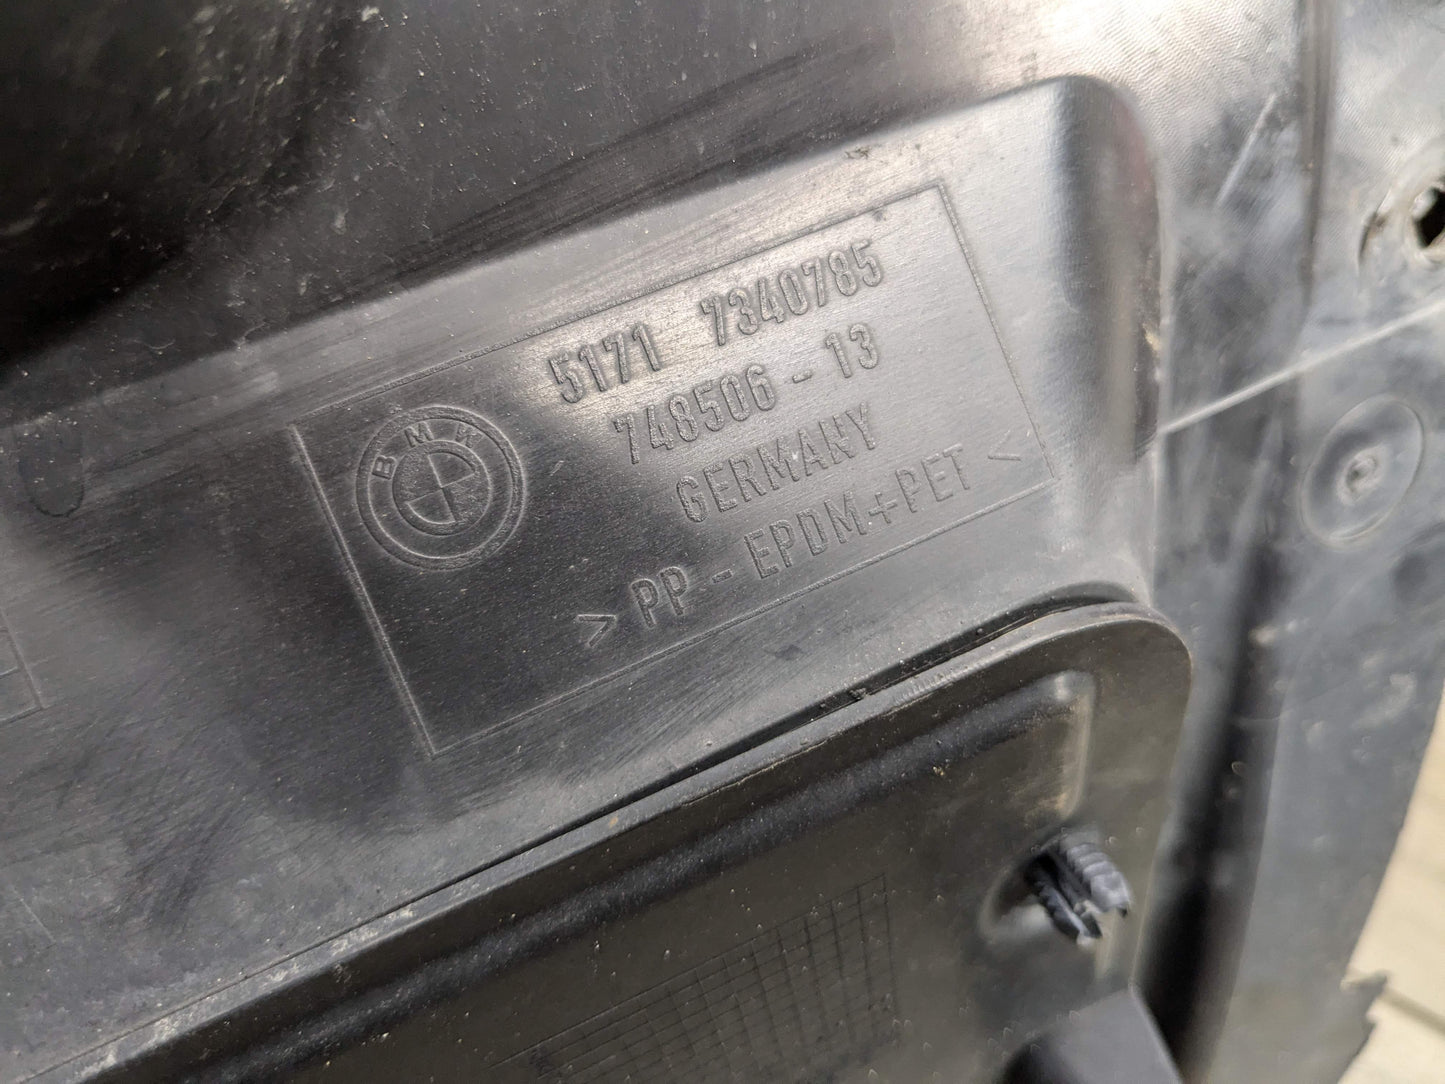 BMW
5171 7340785
748506 - 13
GERMANY
> PP - EPDM+PET <